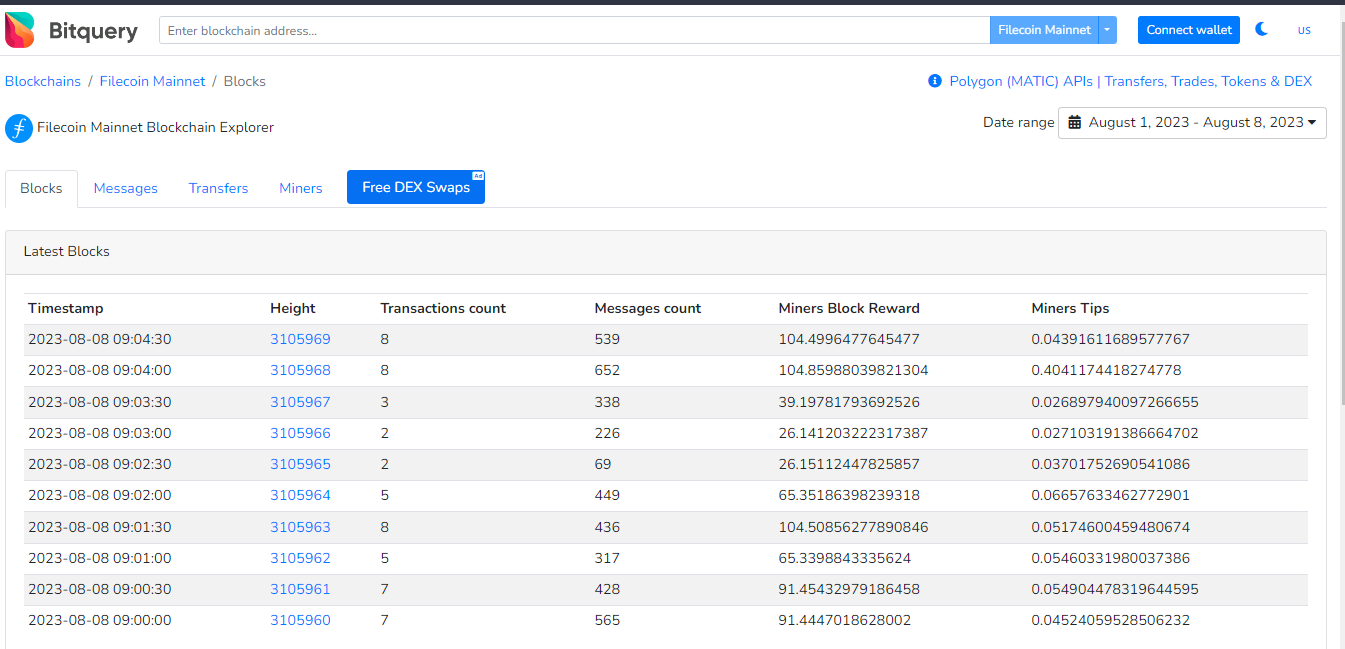 Bitquery Enter blockchain address... Filecoin Mainnet Connect wallet US
Blockchains / Filecoin Mainnet / Blocks Polygon (MATIC) APIs | Transfers, Trades, Tokens & DEX
Filecoin Mainnet Blockchain Explorer Date range August 1, 2023 - August 8, 2023
Blocks Messages Transfers Miners Free DEX Swaps Ad
Latest Blocks
Timestamp Height Transactions count Messages count Miners Block Reward Miners Tips
2023-08-08 09:04:30 3105969 8 539 104.4996477645477 0.04391611689577767
2023-08-08 09:04:00 3105968 8 652 104.85988039821304 0.4041174418274778
2023-08-08 09:03:30 3105967 3 338 39.19781793692526 0.026897940097266655
2023-08-08 09:03:00 3105966 2 226 26.141203222317387 0.027103191386664702
2023-08-08 09:02:30 3105965 2 69 26.15112447825857 0.03701752690541086
2023-08-08 09:02:00 3105964 5 449 65.35186398239318 0.06657633462772901
2023-08-08 09:01:30 3105963 8 436 104.50856277890846 0.05174600459480674
2023-08-08 09:01:00 3105962 5 317 65.3398843335624 0.05460331980037386
2023-08-08 09:00:30 3105961 7 428 91.45432979186458 0.054904478319644595
2023-08-08 09:00:00 3105960 7 565 91.4447018628002 0.04524059528506232